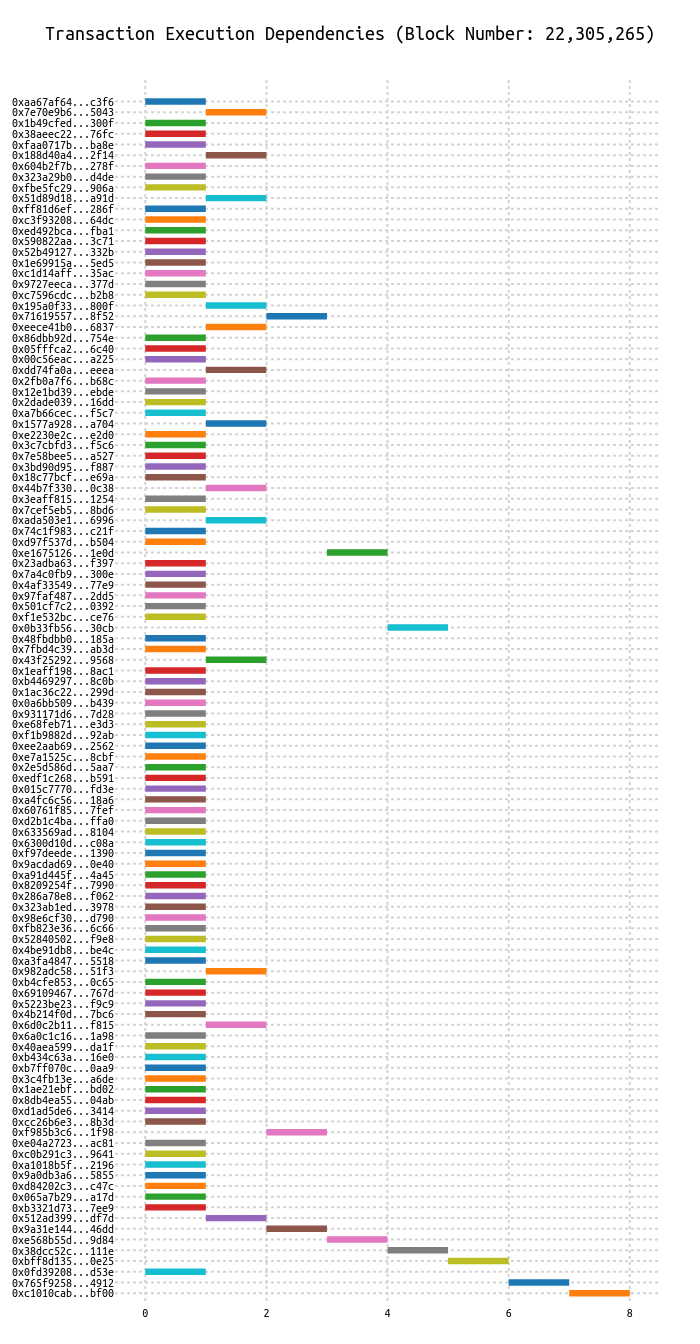 Transaction Execution Dependencies (Block Number: 22,305,265)
0xaa67af64...c3f6
0x7e70e9b6...5043
0x1b49cfed...300f
0x38aeec22...76fc
0xfaa0717b...ba8e
0x188d40a4...2f14
0x604b2f7b...278f
0x323a29b0...d4de
0xfbe5fc29...906a
0x51d89d18...a91d
0xff81d6ef...286f
0xc3f93208...64dc
0xed492bca...fba1
0x590822aa...3c71
0x52b49127...332b
0x1e69915a...5ed5
0xc1d14aff...35ac
0x9727eeca...377d
0xc7596cdc...b2b8
0x195a0f33...800f
0x71619557...8f52
0xeece41b0...6837
0x86dbb92d...754e
0x05fffca2...6c40
0x00c56eac...a225
0xdd74fa0a...eeea
0x2fb0a7f6...b68c
0x12e1bd39...ebde
0x2dade039...16dd
0xa7b66cec...f5c7
0x1577a928...a704
0xe2230e2c...e2d0
0x3c7cbfd3...f5c6
0x7e58bee5...a527
0x3bd90d95...f887
0x18c77bcf...e69a
0x44b7f330...0c38
0x3eaff815...1254
0x7cef5eb5...8bd6
0xada503e1...6996
0x74c1f983...c21f
0xd97f537d...b504
0xe1675126...1e0d
0x23adba63...f397
0x7a4c0fb9...300e
0x4af33549...77e9
0x97faf487...2dd5
0x501cf7c2...0392
0xf1e532bc...ce76
0x0b33fb56...30cb
0x48fbdbb0...185a
0x7fbd4c39...ab3d
0x43f25292...9568
0x1eaff198...8ac1
0xb4469297...8c0b
0x1ac36c22...299d
0x0a6bb509...b439
0x931171d6...7d28
0xe68feb71...e3d3
0xf1b9882d...92ab
0xee2aab69...2562
0xe7a1525c...8cbf
0x2e5d586d...5aa7
0xedf1c268...b591
0x015c7770...fd3e
0xa4fc6c56...18a6
0x60761f85...7fef
0xd2b1c4ba...ffa0
0x633569ad...8104
0x6300d10d...c08a
0xf97deede...1390
0x9acdad69...0e40
0xa91d445f...4a45
0x8209254f...7990
0x286a78e8...f062
0x323ab1ed...3978
0x98e6cf30...d790
0xfb823e36...6c66
0x52840502...f9e8
0x4be91db8...be4c
0xa3fa4847...5518
0x982adc58...51f3
0xb4cfe853...0c65
0x69109467...767d
0x5223be23...f9c9
0x4b214f0d...7bc6
0x6d0c2b11...f815
0x6a0c1c16...1a98
0x40aea599...da1f
0xb434c63a...16e0
0xb7ff070c...0aa9
0x3c4fb13e...a6de
0x1ae21ebf...bd02
0x8db4ea55...04ab
0xd1ad5de6...3414
0xcc26b6e3...8b3d
0xf985b3c6...1f98
0xe04a2723...ac81
0xc0b291c3...9641
0xa1018b5f...2196
0x9a0db3a6...5855
0xd84202c3...c47c
0x065a7b29...a17d
0xb3321d73...7ee9
0x512ad399...df7d
0x9a31e144...46dd
0xe568b55d...9d84
0x38dcc52c...111e
0xbff8d135...0e25
0x0fd39208...d53e
0x765f9258...4912
0xc1010cab...bf00
0 2 4 6 8